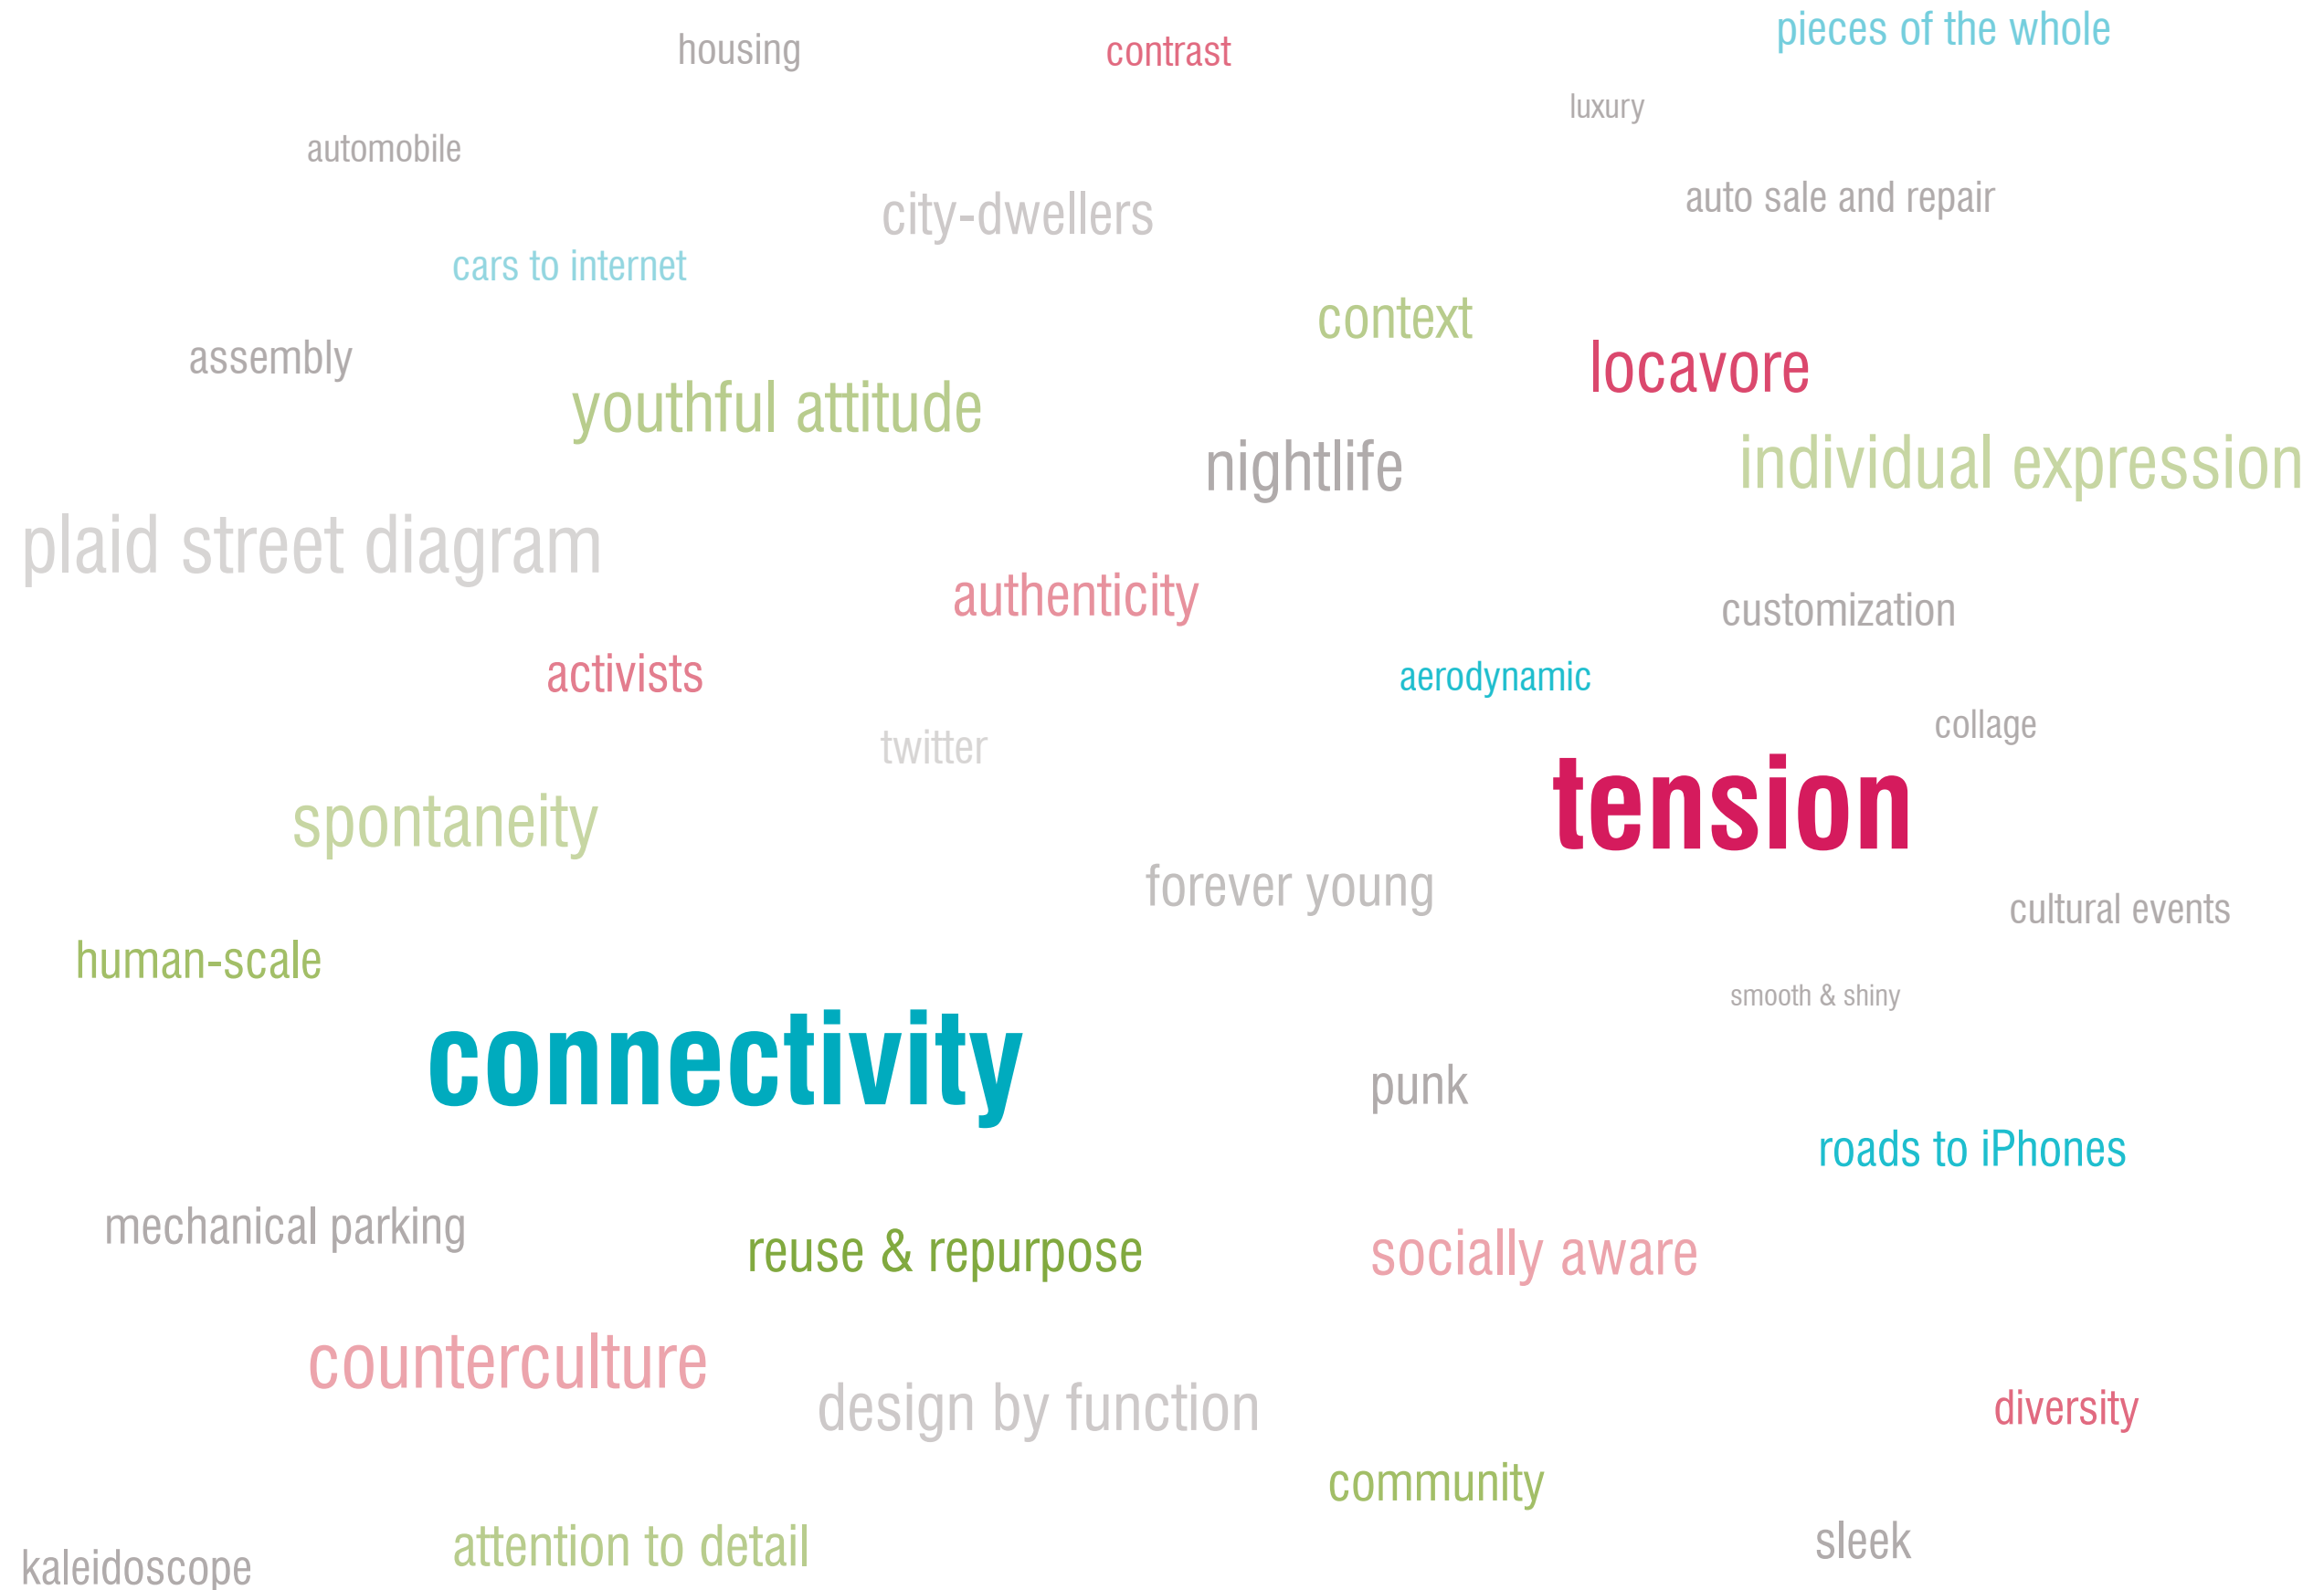 pieces of the whole
housing
contrast
luxury
automobile
auto sale and repair
city-dwellers
cars to internet
context
assembly
locavore
youthful attitude
nightlife
individual expression
plaid street diagram
authenticity
customization
activists
aerodynamic
collage
twitter
tension
spontaneity
forever young
cultural events
human-scale
smooth & shiny
connectivity
punk
roads to iPhones
mechanical parking
reuse & repurpose
socially aware
counterculture
design by function
diversity
community
attention to detail
sleek
kaleidoscope